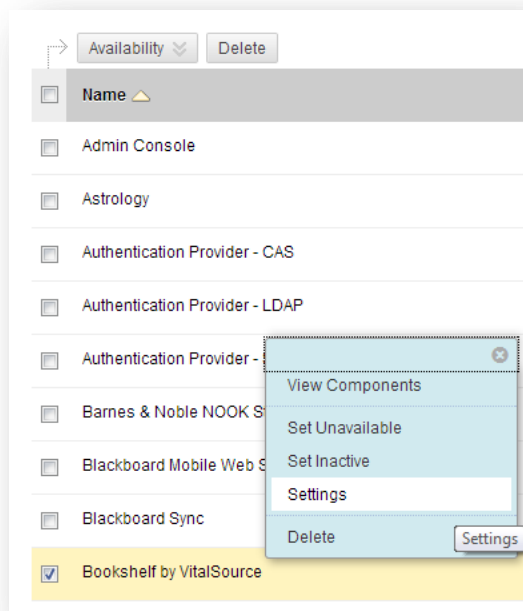 Availability Delete
Name
Admin Console
Astrology
Authentication Provider - CAS
Authentication Provider - LDAP
Authentication Provider -
Barnes & Noble NOOK
Blackboard Mobile Web
Blackboard Sync
Bookshelf by VitalSource
View Components
Set Unavailable
Set Inactive
Settings
Delete
Settings